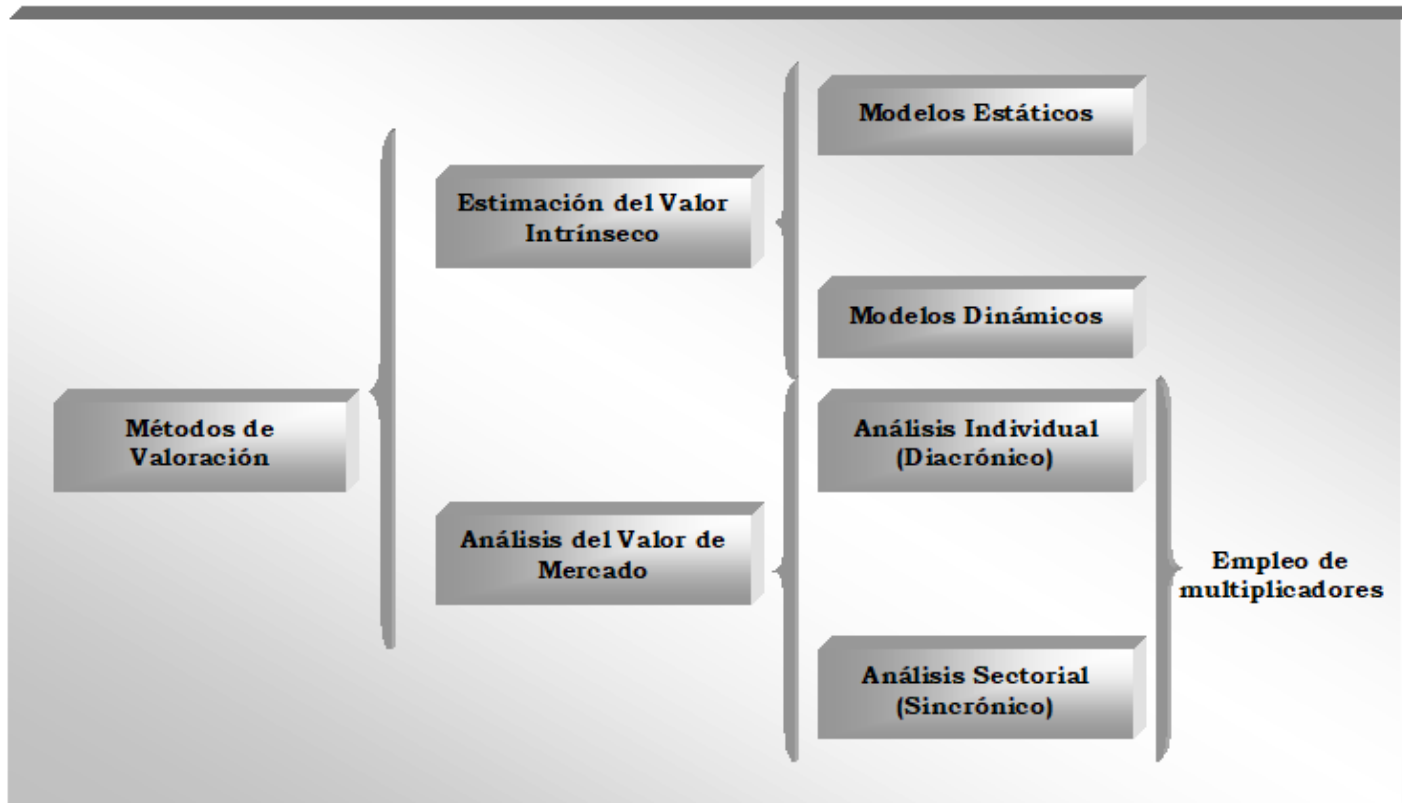 Métodos de
Valoración
Estimación del Valor
Intrínseco
Análisis del Valor de
Mercado
Modelos Estáticos
Modelos Dinámicos
Análisis Individual
(Diacrónico)
Análisis Sectorial
(Sincrónico)
Empleo de
multiplicadores